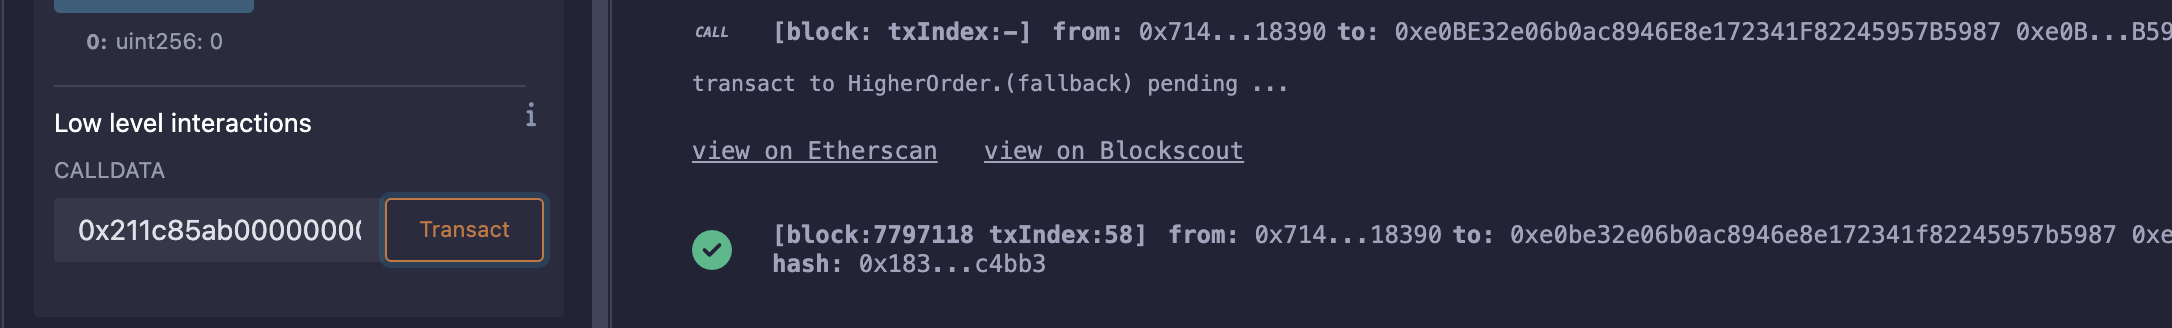 0: uint256: 0
Low level interactions
i
CALLDATA
0x211c85ab0000000
Transact
CALL [block: txIndex:-] from: 0x714...18390 to: 0xe0BE32e06b0ac8946E8e172341F82245957B5987 0xe0B...B59
transact to HigherOrder.(fallback) pending ...
view on Etherscan view on Blockscout
[block:7797118 txIndex:58] from: 0x714...18390 to: 0xe0be32e06b0ac8946e8e172341f82245957b5987 0xe
hash: 0x183...c4bb3